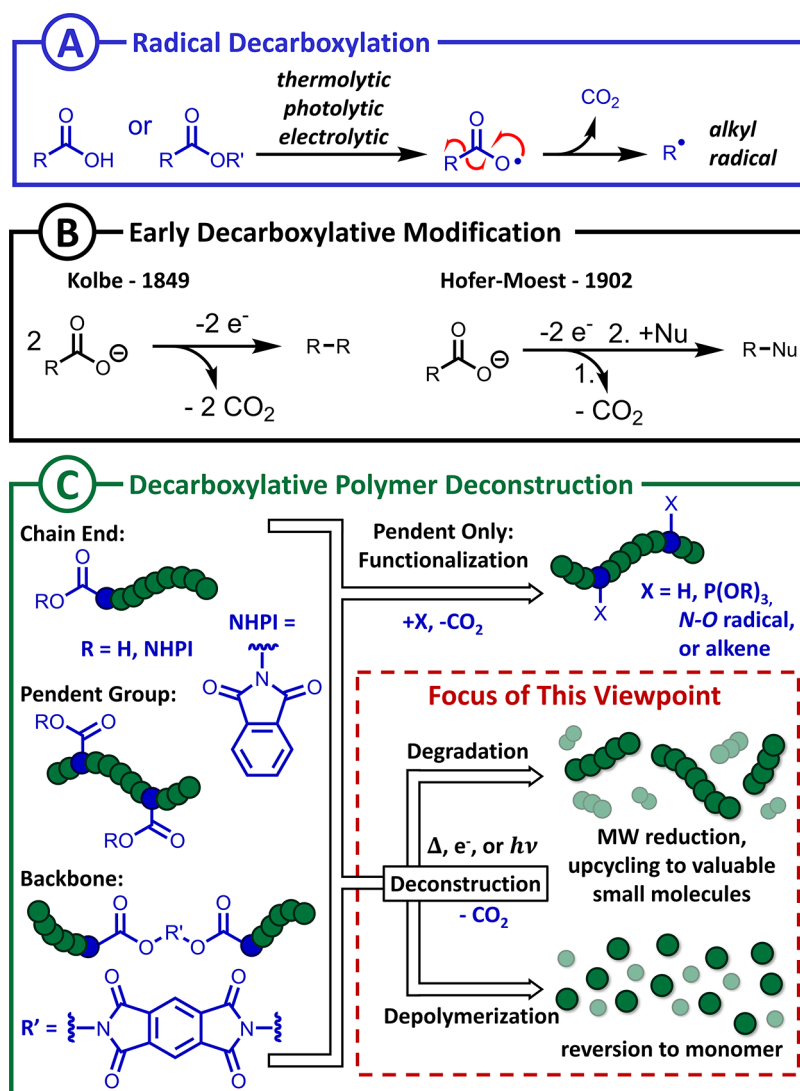 A Radical Decarboxylation
O
R OH
or
O
R OR'
thermolytic
photolytic
electrolytic
O
R O•
CO2
R•
alkyl
radical
B Early Decarboxylative Modification
Kolbe - 1849
2
O
R O⊖
-2 e-
- 2 CO2
R–R
Hofer-Moest - 1902
O
R O⊖
-2 e- 2. +Nu
1.
- CO2
R–Nu
C Decarboxylative Polymer Deconstruction
Chain End:
O
RO
R = H, NHPI
NHPI =
N
O O
Pendent Group:
RO O
RO O
Backbone:
O O
O R' O
R' =
O O
N N
O O
Pendent Only:
Functionalization
+X, -CO2
X
X
X = H, P(OR)3,
N-O radical,
or alkene
Focus of This Viewpoint
Degradation
Δ, e-, or hν
Deconstruction
- CO2
Depolymerization
MW reduction,
upcycling to valuable
small molecules
reversion to monomer